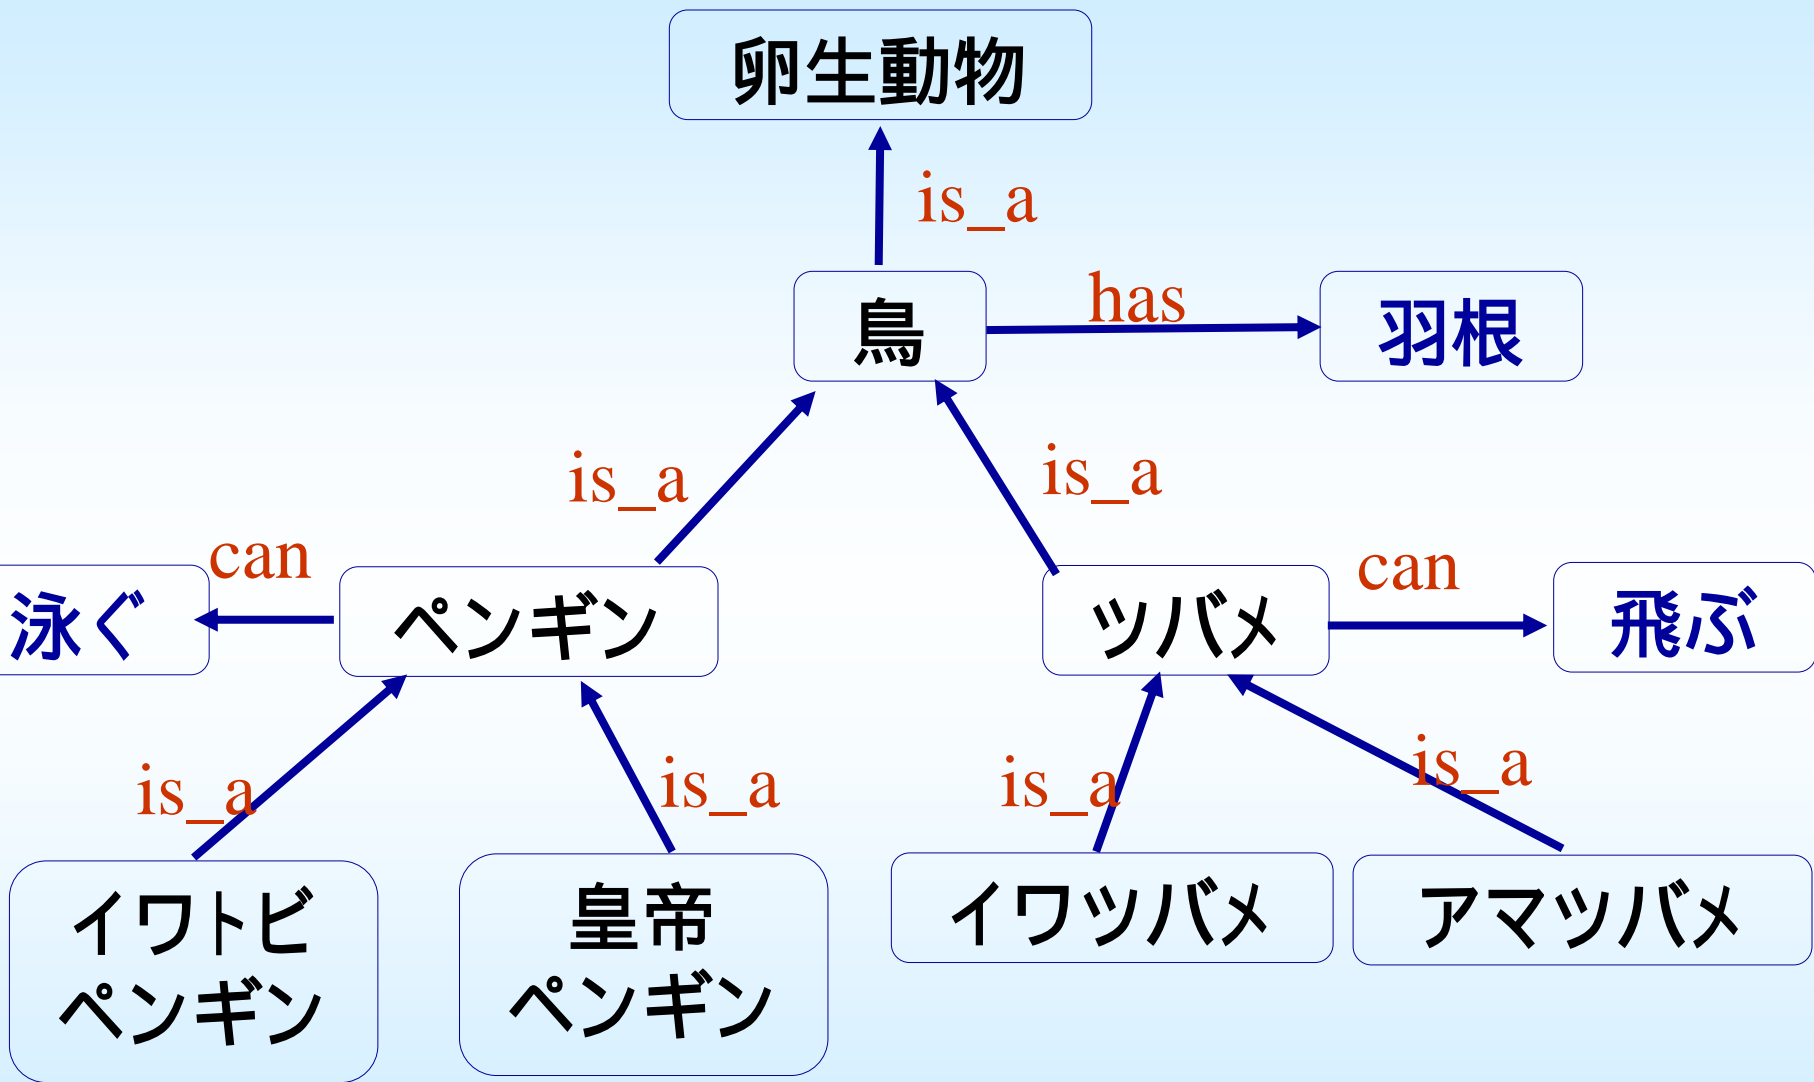 卵生動物
is_a
鳥
has
羽根
is_a
is_a
泳ぐ
can
ペンギン
ツバメ
can
飛ぶ
is_a
is_a
is_a
is_a
イワトビ
ペンギン
皇帝
ペンギン
イワツバメ
アマツバメ